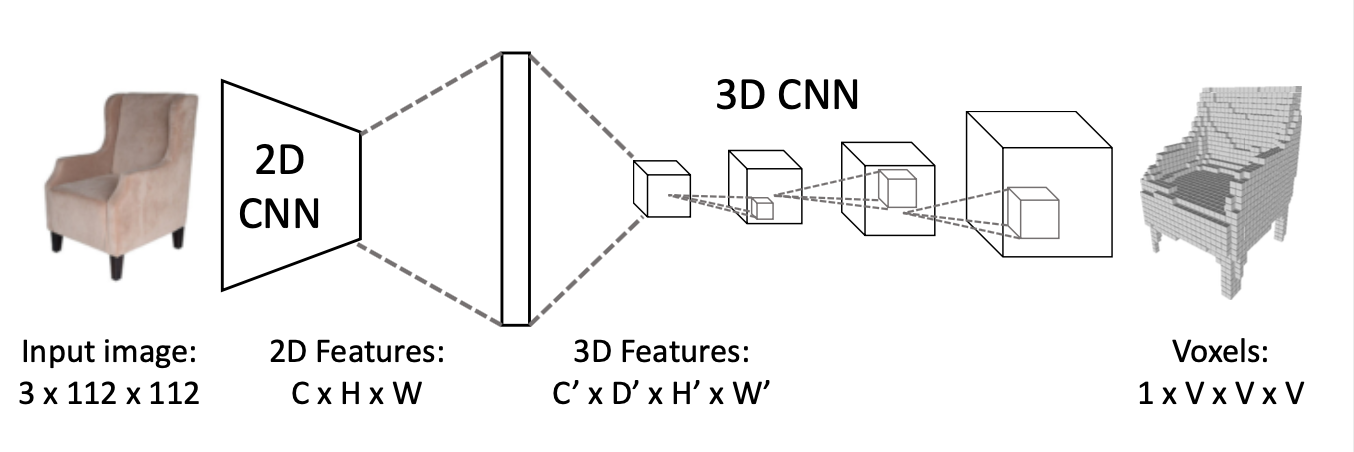 3D CNN
2D
CNN
Input image:
3 x 112 x 112
2D Features:
C x H x W
3D Features:
C’ x D’ x H’ x W’
Voxels:
1 x V x V x V